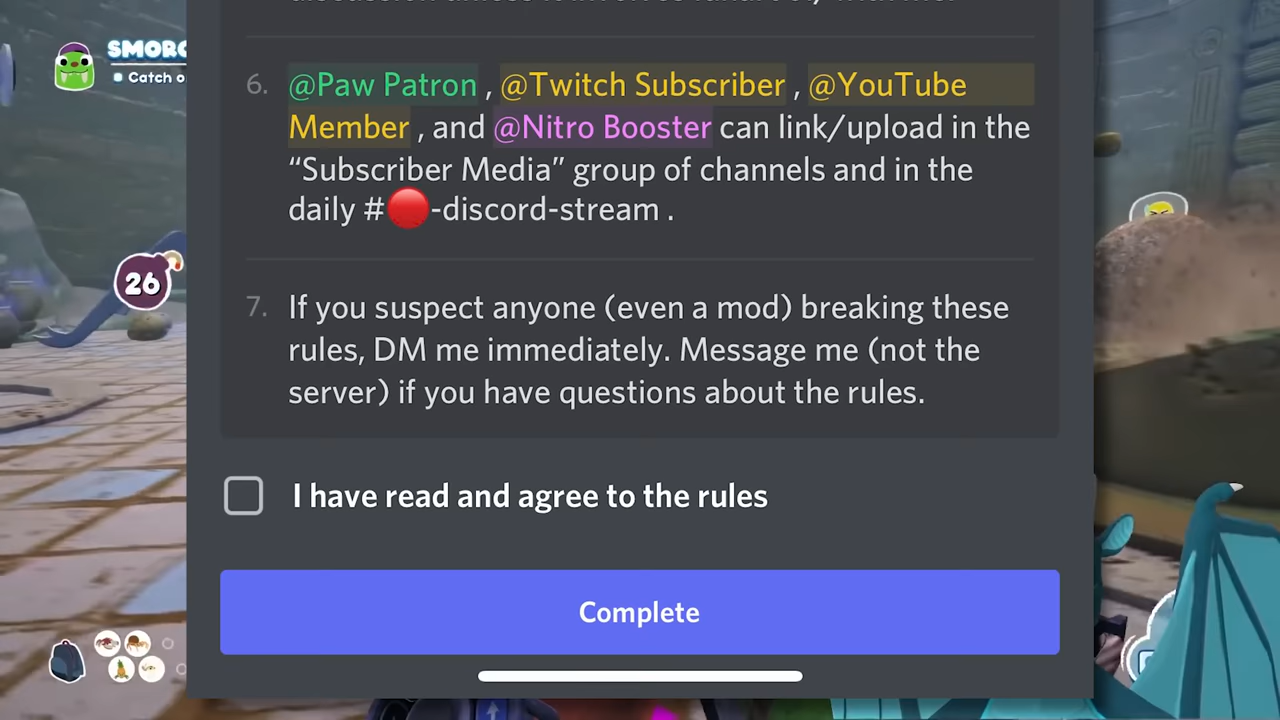 SMORG
Catch o
26
6. @Paw Patron , @Twitch Subscriber , @YouTube
Member , and @Nitro Booster can link/upload in the
“Subscriber Media” group of channels and in the
daily #🔴-discord-stream .
7. If you suspect anyone (even a mod) breaking these
rules, DM me immediately. Message me (not the
server) if you have questions about the rules.
I have read and agree to the rules
Complete